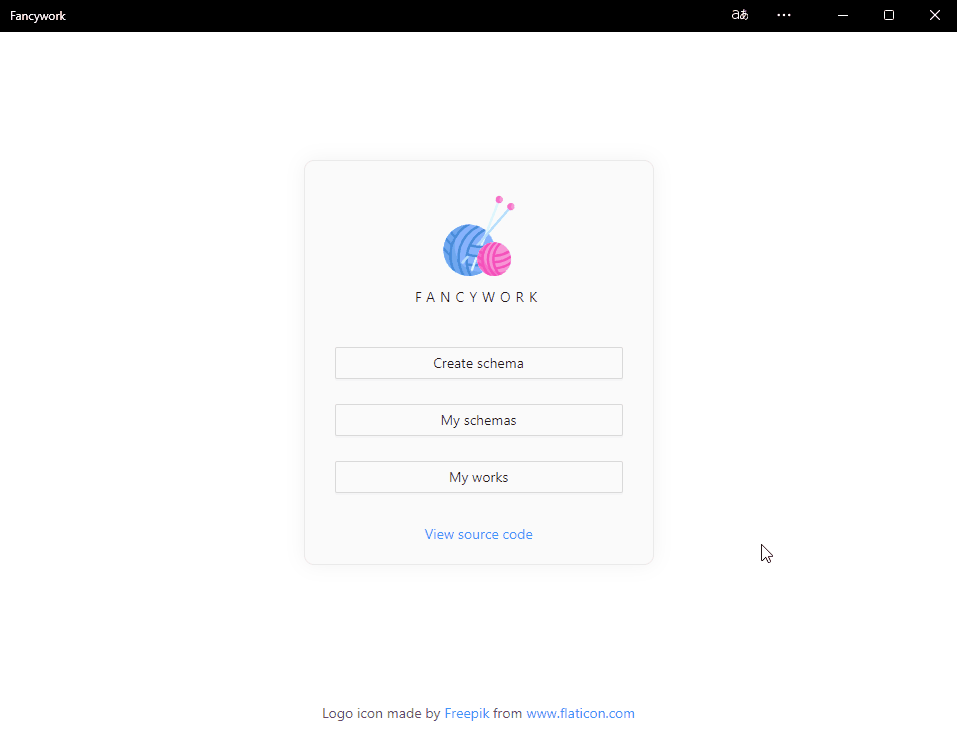 Fancywork
aあ
FANCYWORK
Create schema
My schemas
My works
View source code
Logo icon made by Freepik from www.flaticon.com